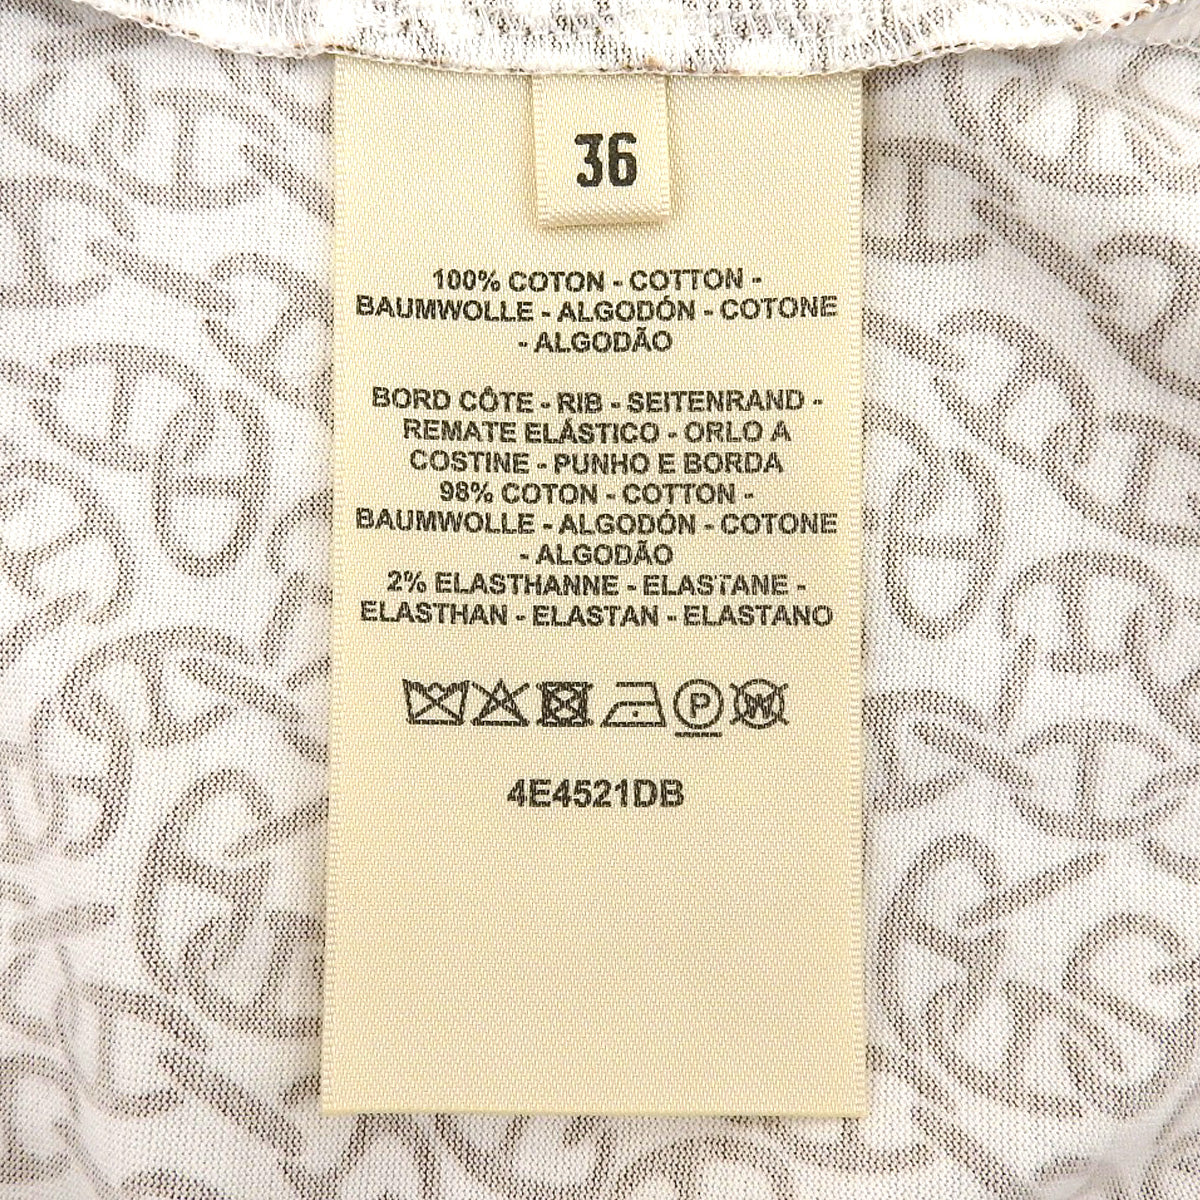 36
100% COTON - COTTON -
BAUMWOLLE - ALGODÓN - COTONE
- ALGODÃO
BORD CÔTE - RIB - SEITENRAND -
REMATE ELÁSTICO - ORLO A
COSTINE - PUNHO E BORDA
98% COTON - COTTON -
BAUMWOLLE - ALGODÓN - COTONE
- ALGODÃO
2% ELASTHANNE - ELASTANE -
ELASTHAN - ELASTAN - ELASTANO
P W
4E4521DB